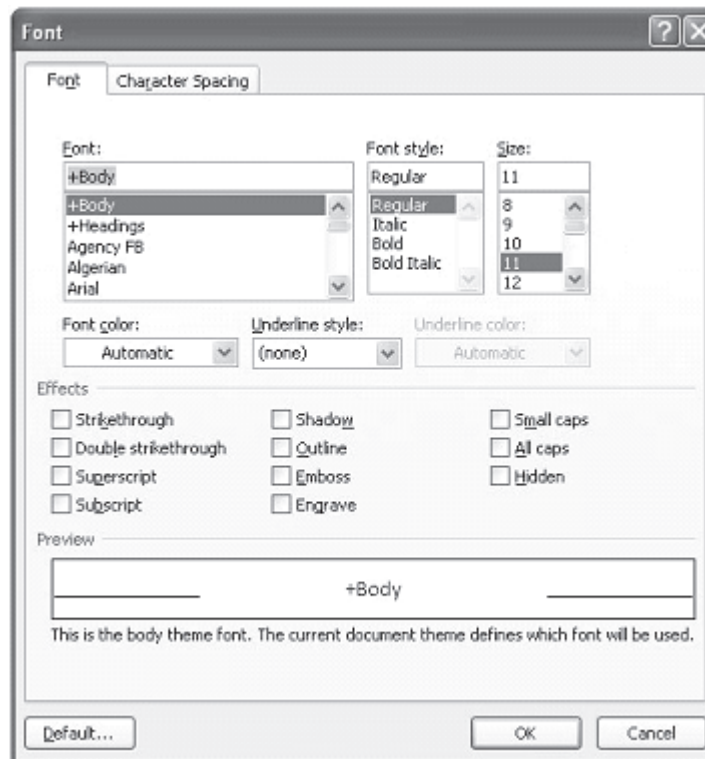 Font
Font Character Spacing
Font: Font style: Size:
+Body Regular 11
+Body Regular 8
+Headings Italic 9
Agency FB Bold 10
Algerian Bold Italic 11
Arial 12
Font color: Underline style: Underline color:
Automatic (none) Automatic
Effects
Strikethrough Shadow Small caps
Double strikethrough Outline All caps
Superscript Emboss Hidden
Subscript Engrave
Preview
+Body
This is the body theme font. The current document theme defines which font will be used.
Default... OK Cancel